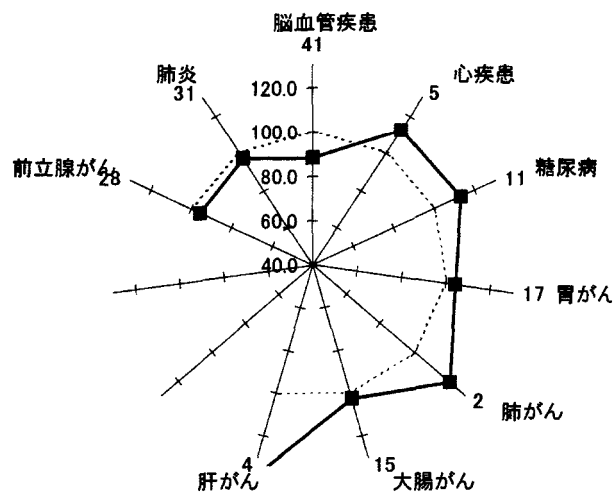 脳血管疾患
41
心疾患
5
肺炎
31
120.0
100.0
80.0
60.0
40.0
前立腺がん
28
11 糖尿病
17 胃がん
2
肺がん
4
肝がん
15
大腸がん